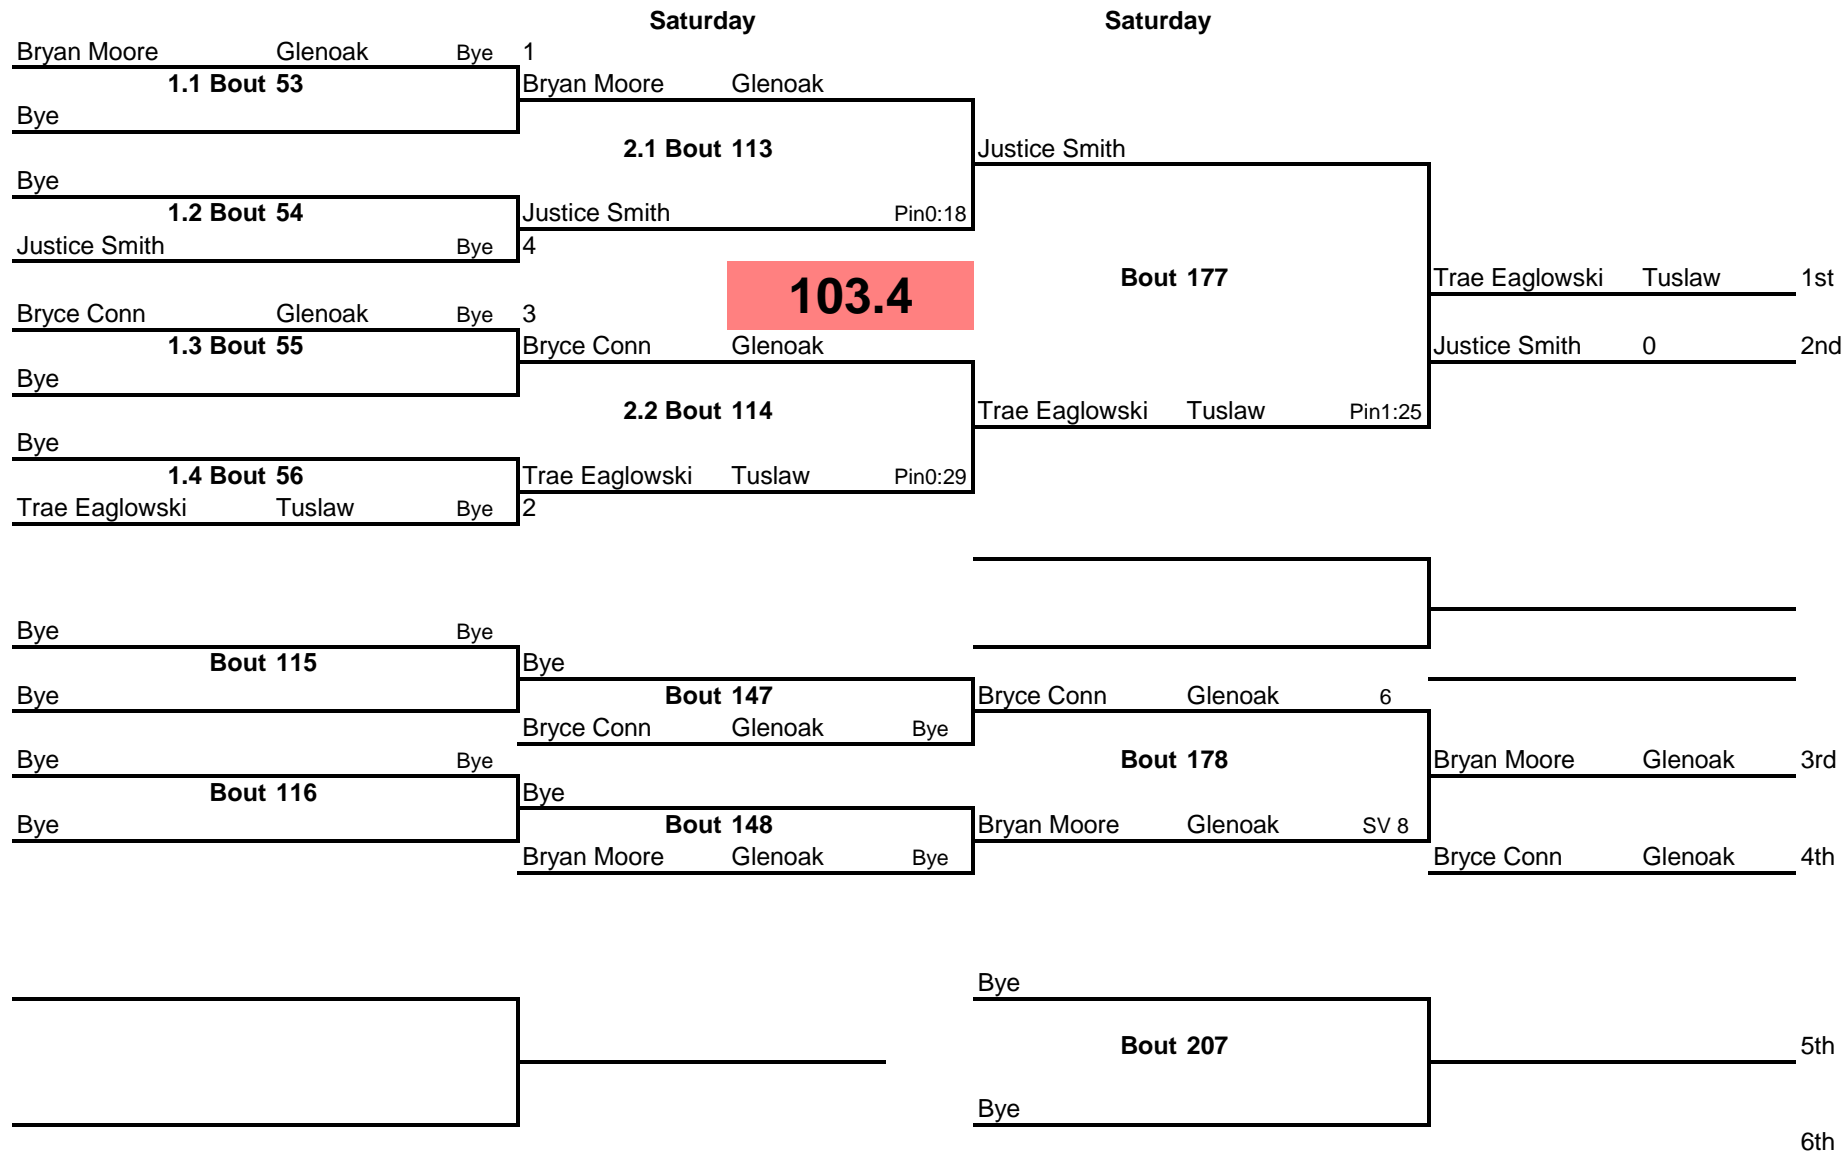 Saturday Saturday
Bryan Moore Glenoak Bye 1
1.1 Bout 53 Bryan Moore Glenoak
Bye
2.1 Bout 113 Justice Smith
Bye
1.2 Bout 54 Justice Smith Pin0:18
Justice Smith Bye 4
103.4 Bout 177 Trae Eaglowski Tuslaw 1st
Bryce Conn Glenoak Bye 3
1.3 Bout 55 Bryce Conn Glenoak Justice Smith 0 2nd
Bye
2.2 Bout 114 Trae Eaglowski Tuslaw Pin1:25
Bye
1.4 Bout 56 Trae Eaglowski Tuslaw Pin0:29
Trae Eaglowski Tuslaw Bye 2
Bye Bye
Bout 115 Bye
Bye Bout 147 Bryce Conn Glenoak 6
Bryce Conn Glenoak Bye
Bye Bye Bout 178 Bryan Moore Glenoak 3rd
Bout 116 Bye
Bye Bout 148 Bryan Moore Glenoak SV 8
Bryan Moore Glenoak Bye Bryce Conn Glenoak 4th
Bye
Bout 207 5th
Bye
6th